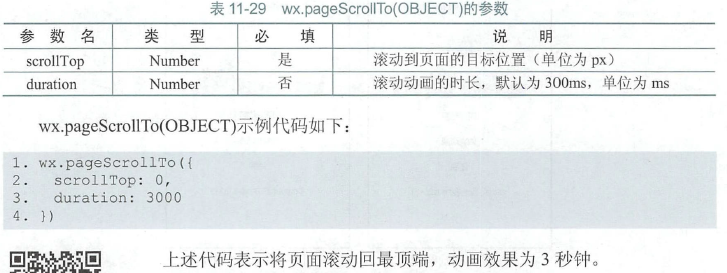 表 11-29 wx.pageScrollTo(OBJECT)的参数
参 数 名 类 型 必 填 说 明
scrollTop Number 是 滚动到页面的目标位置（单位为 px）
duration Number 否 滚动动画的时长，默认为 300ms，单位为 ms
wx.pageScrollTo(OBJECT)示例代码如下：
1. wx.pageScrollTo({
2. scrollTop: 0,
3. duration: 3000
4. })
上述代码表示将页面滚动回最顶端，动画效果为 3 秒钟。